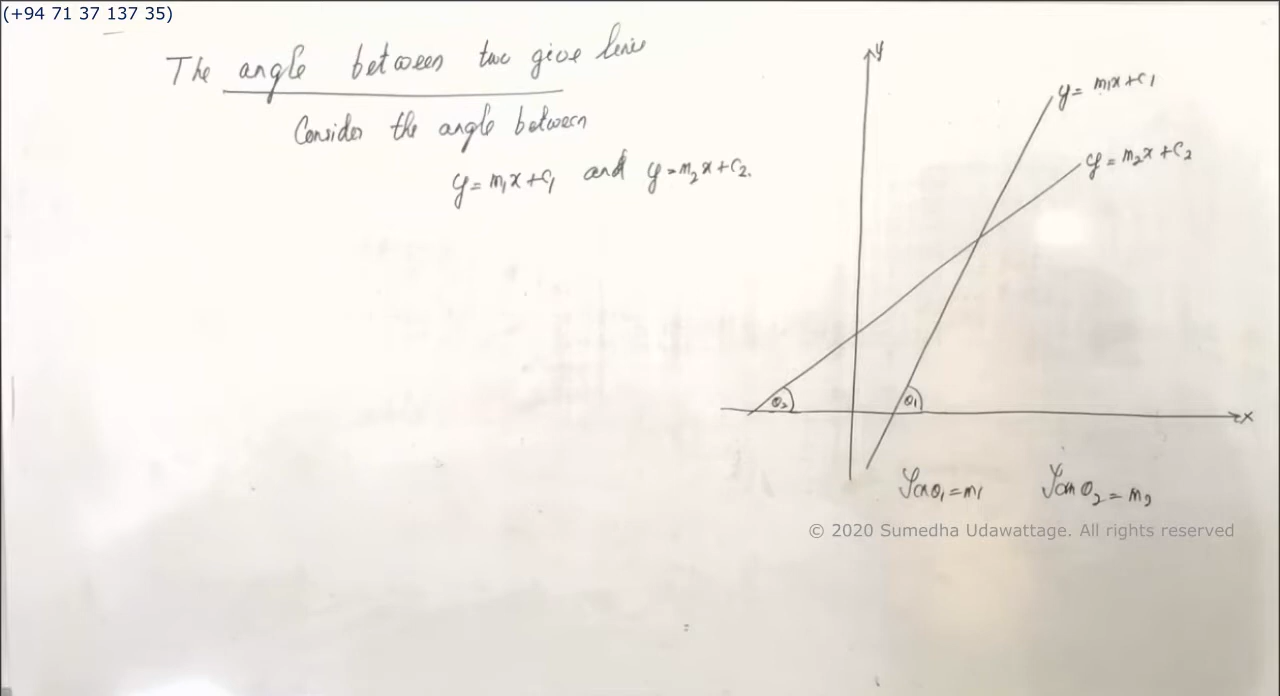 (+94 71 37 137 35)
The angle between two give lines
Consider the angle between
y = m₁x + c₁ and y = m₂x + c₂.
y
y = m₁x + c₁
y = m₂x + c₂
θ₂
θ₁
x
Tan θ₁ = m₁
Tan θ₂ = m₂
© 2020 Sumedha Udawattage. All rights reserved